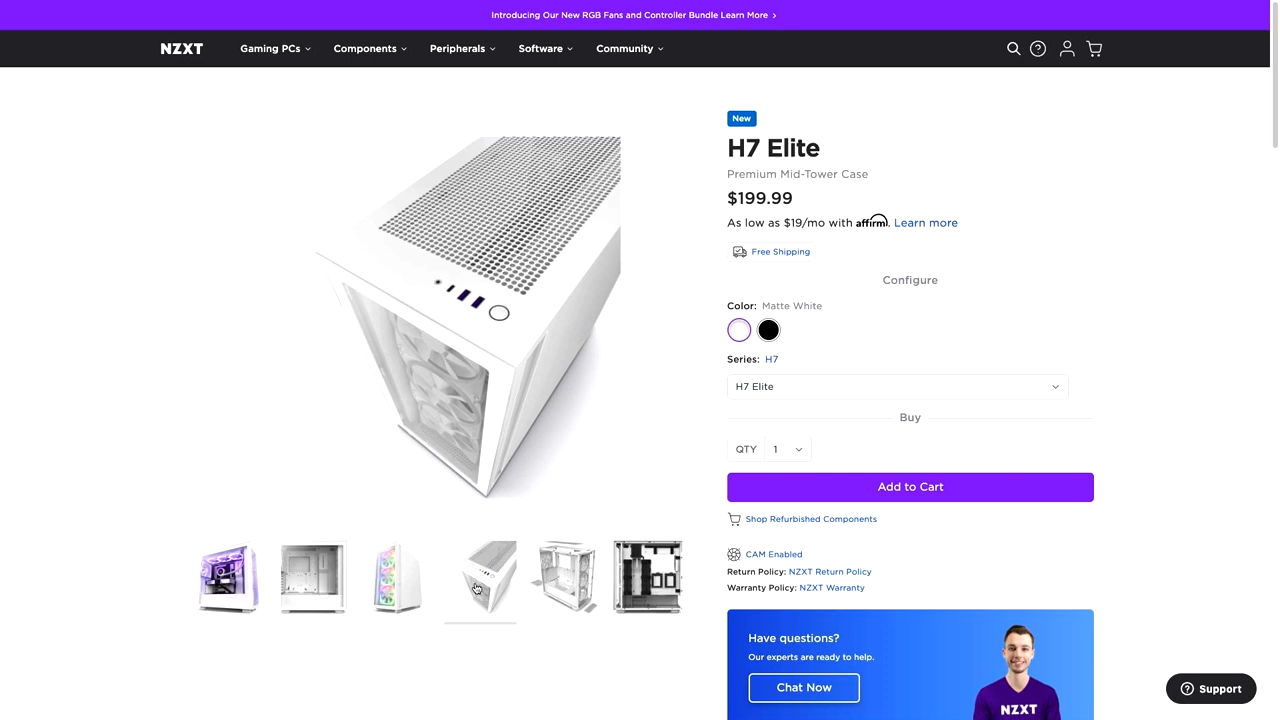 Introducing Our New RGB Fans and Controller Bundle Learn More >
NZXT Gaming PCs Components Peripherals Software Community
New
H7 Elite
Premium Mid-Tower Case
$199.99
As low as $19/mo with affirm. Learn more
Free Shipping
Configure
Color: Matte White
Series: H7
H7 Elite
Buy
QTY 1
Add to Cart
Shop Refurbished Components
CAM Enabled
Return Policy: NZXT Return Policy
Warranty Policy: NZXT Warranty
Have questions?
Our experts are ready to help.
Chat Now
NZXT
Support